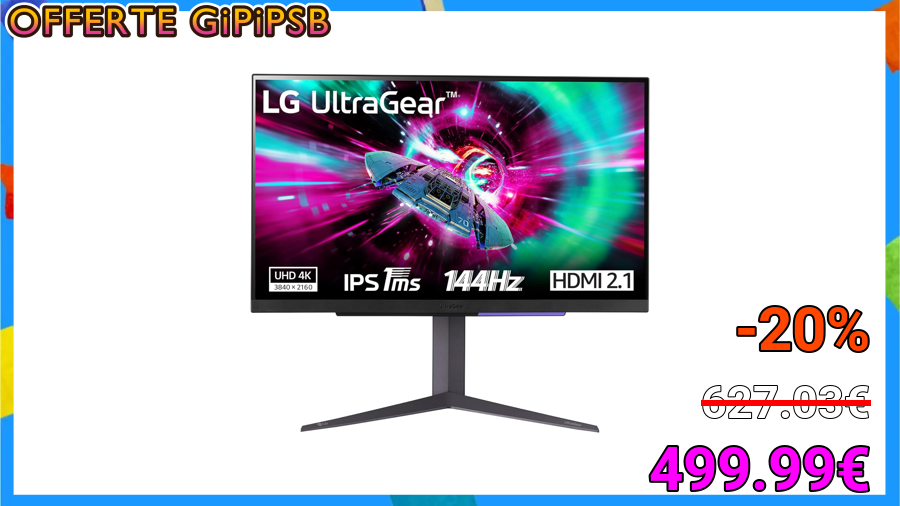 OFFERTE GiPiPSB
LG UltraGear™
70
UHD 4K
3840 × 2160
IPS 1ms
144Hz
HDMI 2.1
-20%
627.03€
499.99€